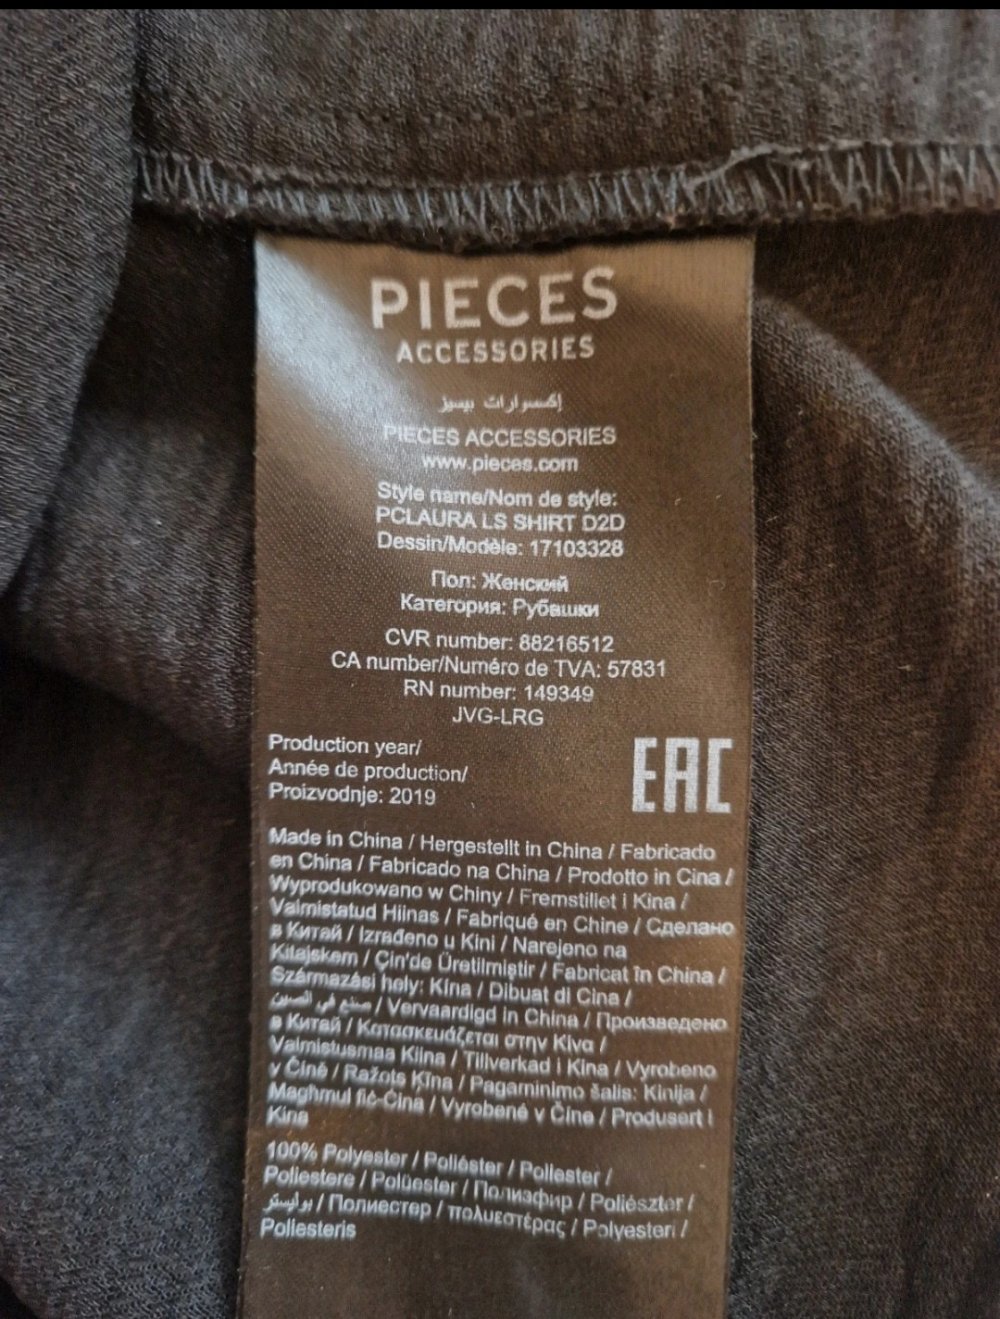 PIECES
ACCESSORIES
إكسسوارات بيسيز
PIECES ACCESSORIES
www.pieces.com
Style name/Nom de style:
PCLAURA LS SHIRT D2D
Dessin/Modèle: 17103328
Пол: Женский
Категория: Рубашки
CVR number: 88216512
CA number/Numéro de TVA: 57831
RN number: 149349
JVG-LRG
Production year/
Année de production/
Proizvodnje: 2019
EAC
Made in China / Hergestellt in China / Fabricado
en China / Fabricado na China / Prodotto in Cina /
Wyprodukowano w Chiny / Fremstillet i Kina /
Valmistatud Hiinas / Fabriqué en Chine / Сделано
в Китай / Izrađeno u Kini / Narejeno na
Kitajskem / Çin'de Üretilmiştir / Fabricat în China /
Származási hely: Kína / Dibuat di Cina /
صنع في الصين / Vervaardigd in China / Произведено
в Китай / Κατασκευάζεται στην Κίνα /
Valmistusmaa Kiina / Tillverkad i Kina / Vyrobeno
v Číně / Ražots Ķīna / Pagaminimo šalis: Kinija /
Magħmul fiċ-Ċina / Vyrobené v Číne / Produsert i
Kina
100% Polyester / Poliéster / Poliester /
Poliestere / Polüester / Полиэфир / Poliészter /
بوليستر / Полиестер / πολυεστέρας / Polyesteri /
Poliesteris